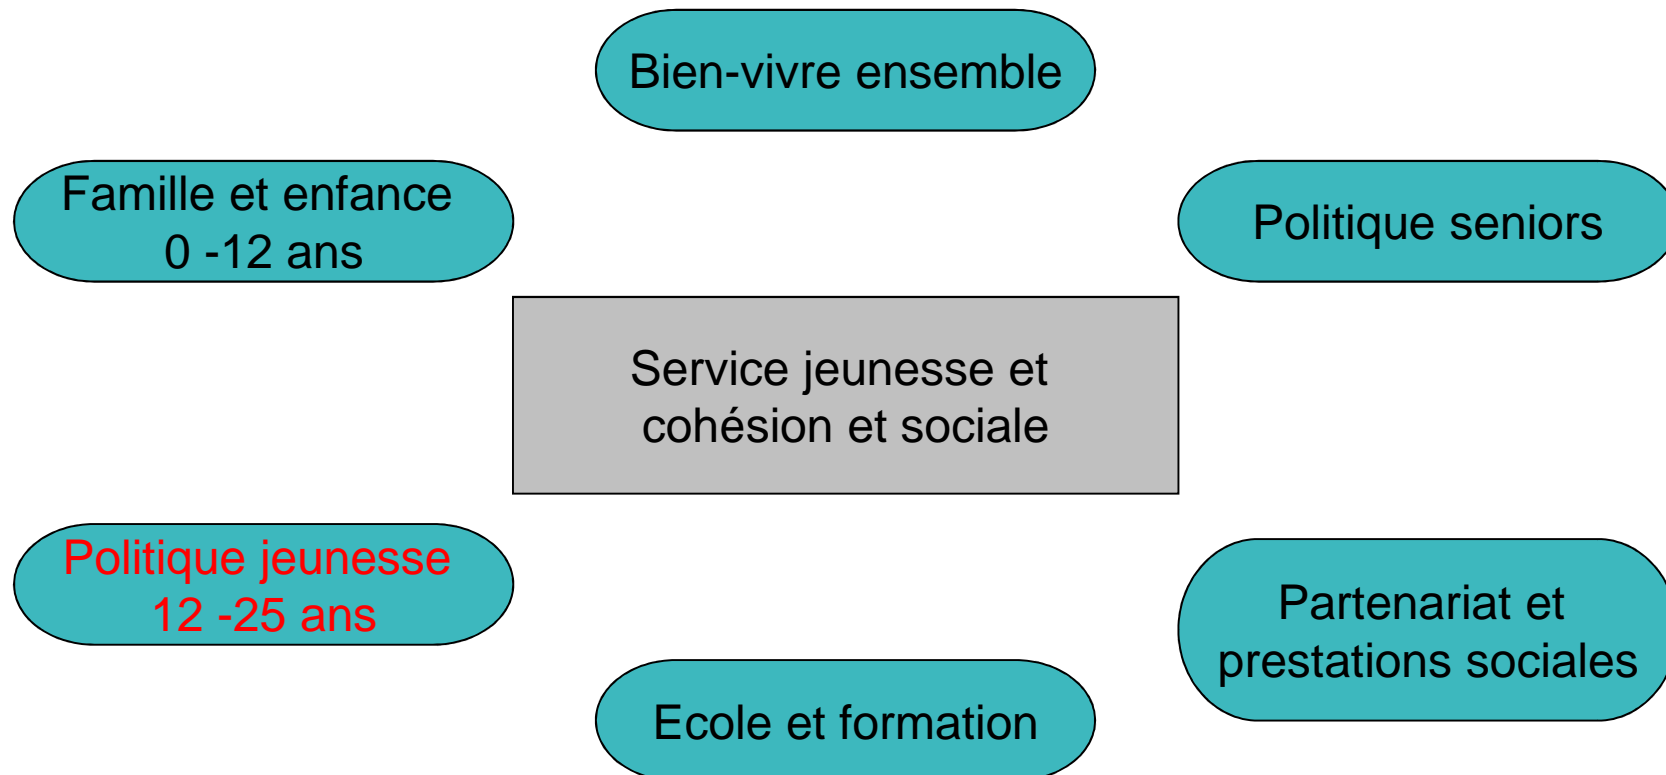 Bien-vivre ensemble
Famille et enfance
0 -12 ans
Politique seniors
Service jeunesse et
cohésion et sociale
Politique jeunesse
12 -25 ans
Partenariat et
prestations sociales
Ecole et formation